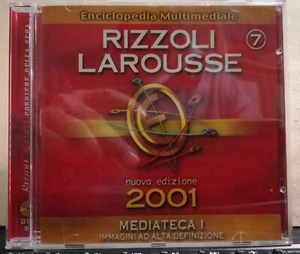 Enciclopedia Multimediale
RIZZOLI
LAROUSSE
7
nuova edizione
2001
MEDIATECA I
IMMAGINI AD ALTA DEFINIZIONE